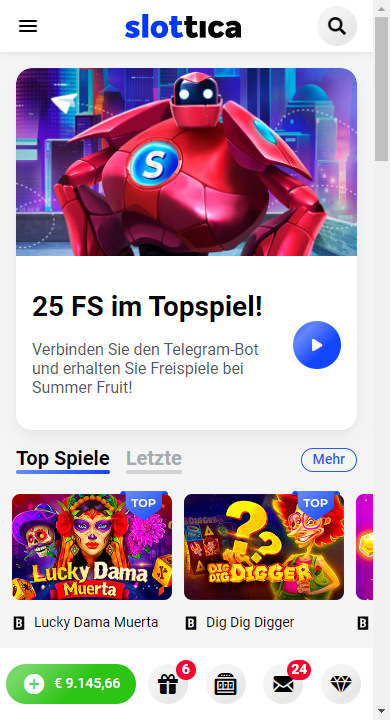 slottica
S
25 FS im Topspiel!
Verbinden Sie den Telegram-Bot
und erhalten Sie Freispiele bei
Summer Fruit!
Top Spiele
Letzte
Mehr
TOP
TOP
Lucky Dama
Muerta
DIG DIG
DIGGER
Lucky Dama Muerta
Dig Dig Digger
€ 9.145,66
6
24